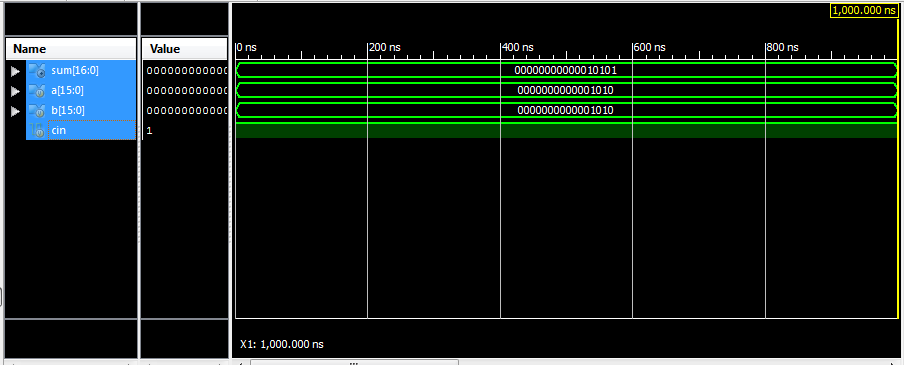 1,000.000 ns
Name Value 0 ns 200 ns 400 ns 600 ns 800 ns
sum[16:0] 000000000000 00000000000010101
a[15:0] 000000000000 0000000000001010
b[15:0] 000000000000 0000000000001010
cin 1
X1: 1,000.000 ns